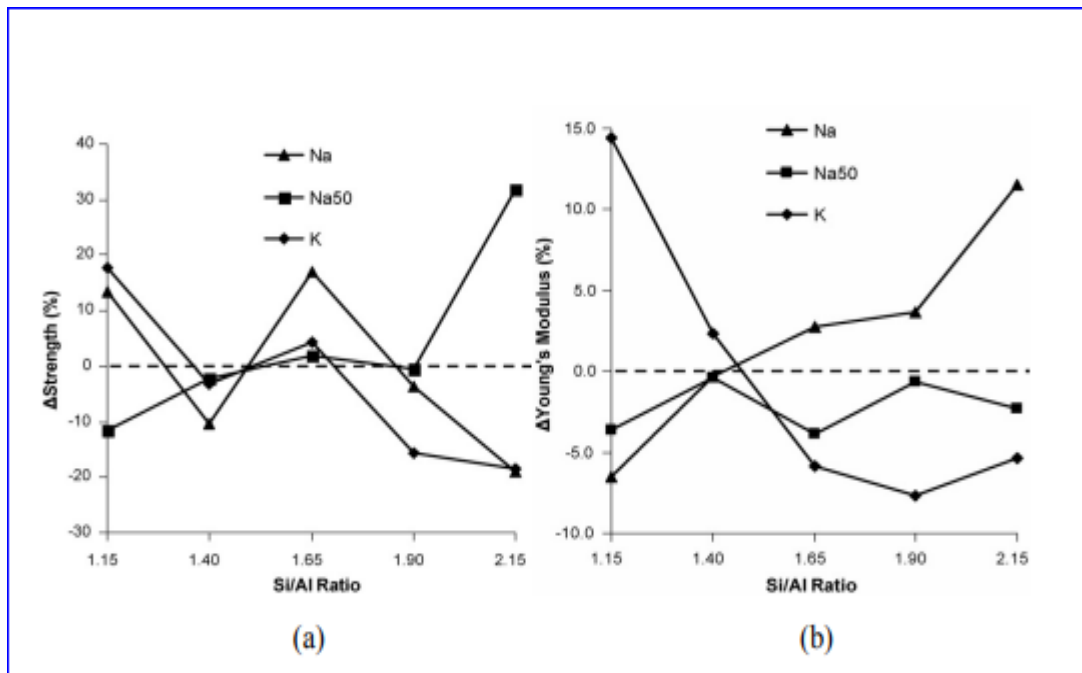 40
30
20
10
0
-10
-20
-30
ΔStrength (%)
Na
Na50
K
1.15 1.40 1.65 1.90 2.15
Si/Al Ratio
(a)
15.0
10.0
5.0
0.0
-5.0
-10.0
ΔYoung's Modulus (%)
Na
Na50
K
1.15 1.40 1.65 1.90 2.15
Si/Al Ratio
(b)